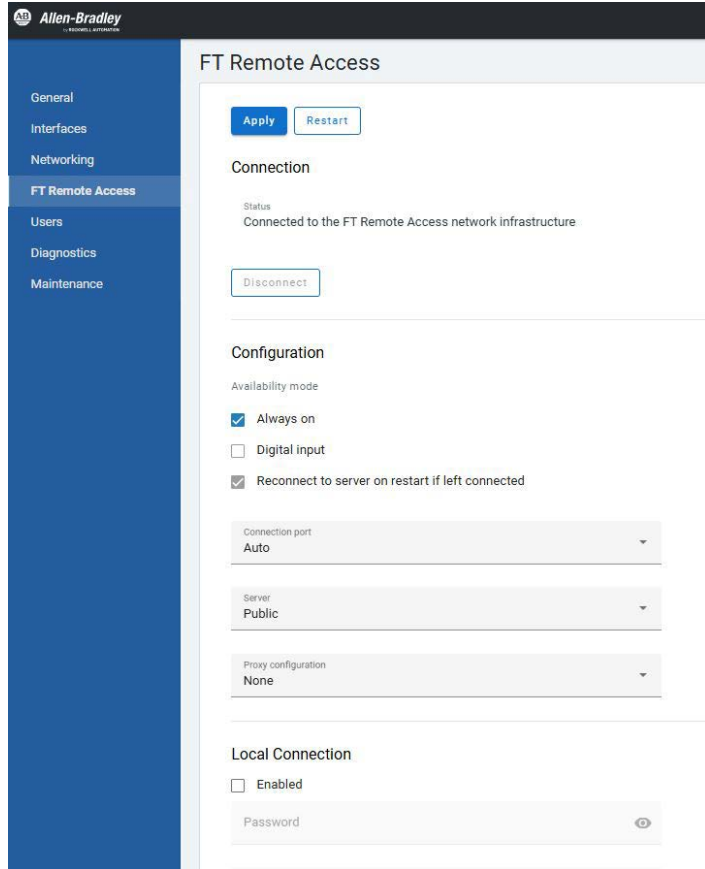 AB Allen-Bradley
by ROCKWELL AUTOMATION
FT Remote Access
General
Interfaces
Networking
FT Remote Access
Users
Diagnostics
Maintenance
Apply Restart
Connection
Status
Connected to the FT Remote Access network infrastructure
Disconnect
Configuration
Availability mode
Always on
Digital input
Reconnect to server on restart if left connected
Connection port
Auto
Server
Public
Proxy configuration
None
Local Connection
Enabled
Password